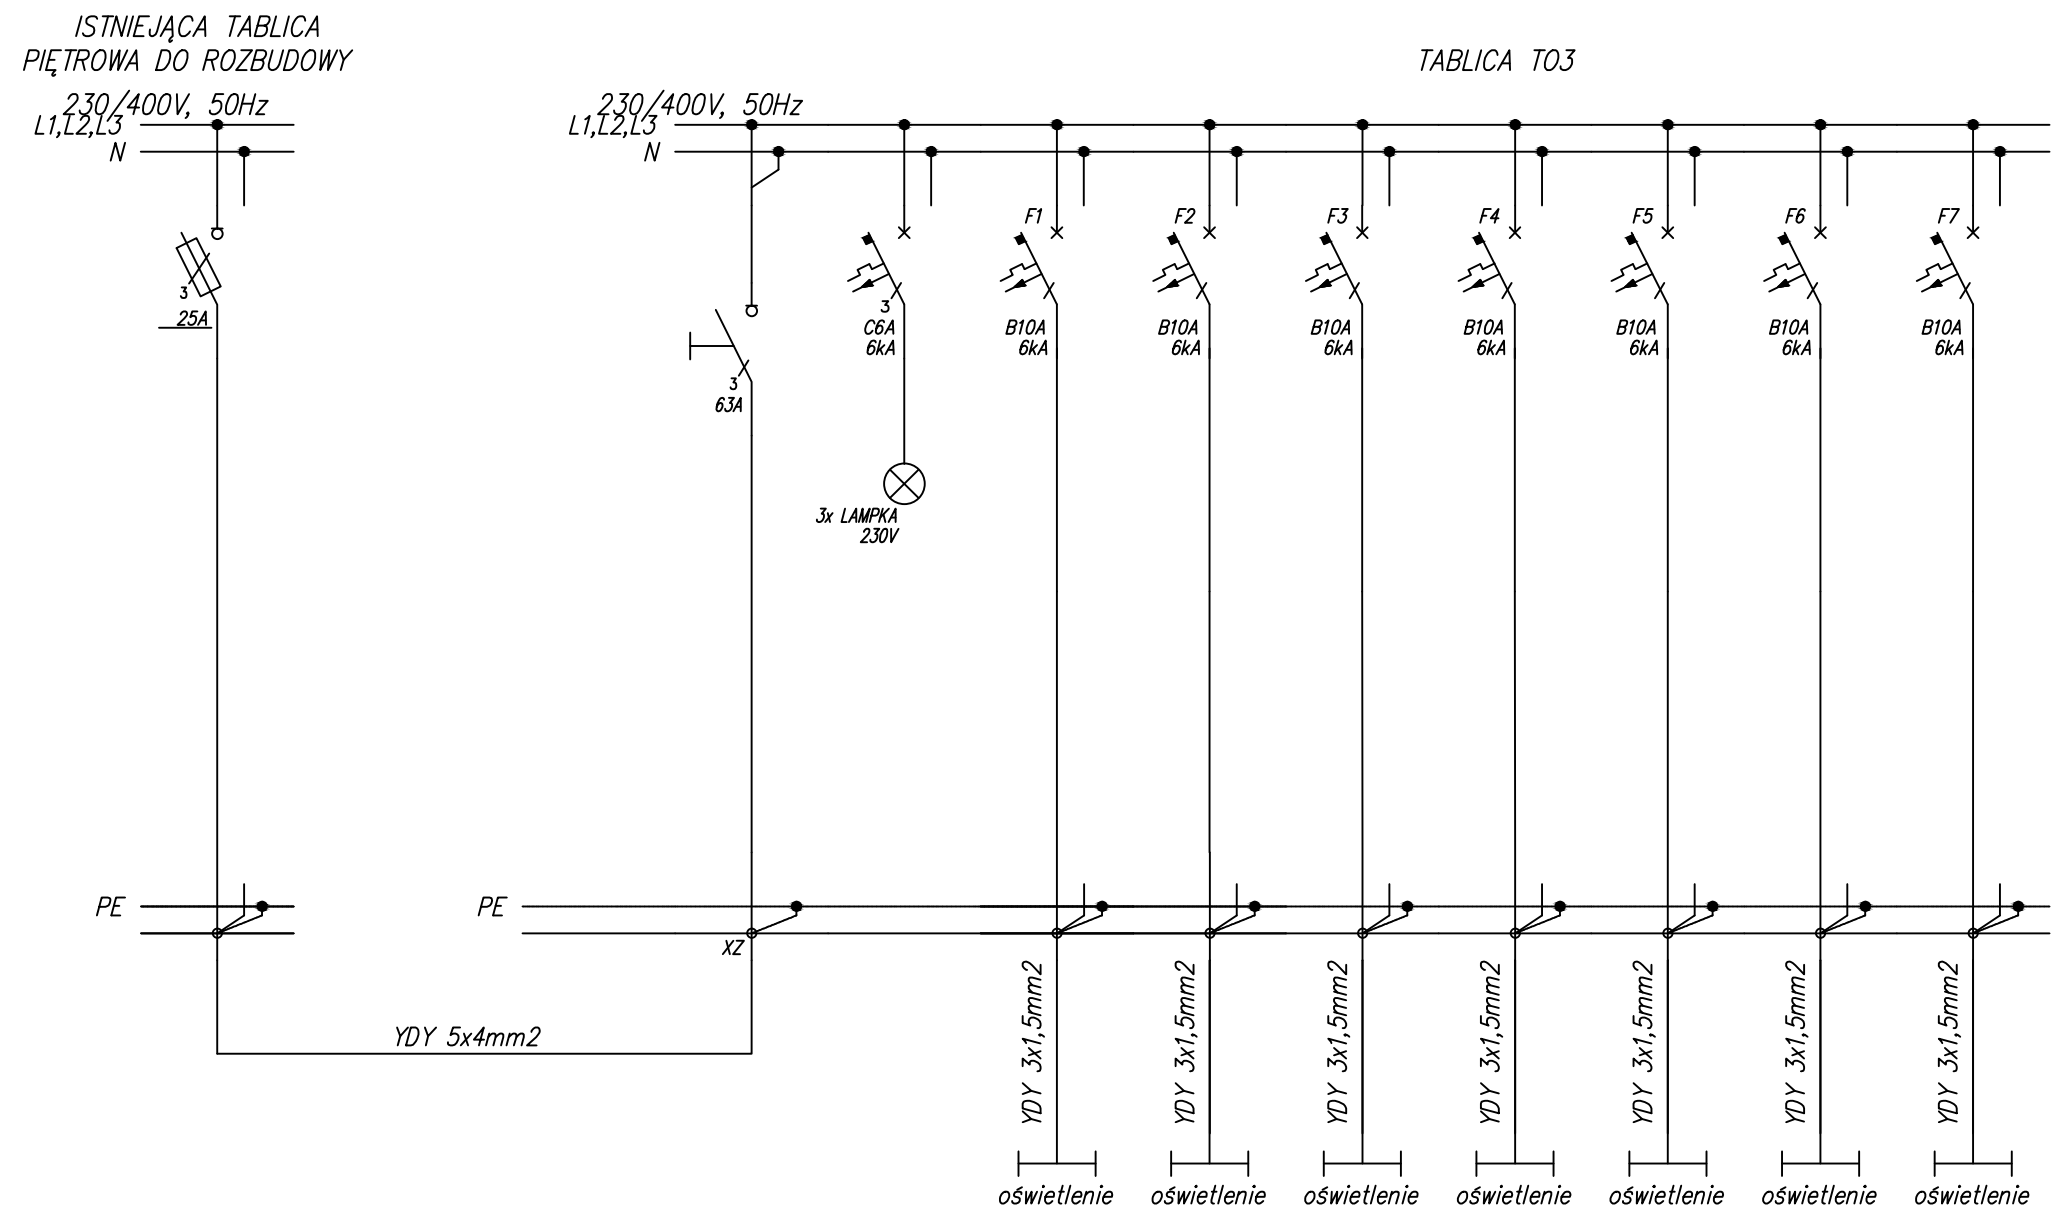 ISTNIEJĄCA TABLICA
PIĘTROWA DO ROZBUDOWY
TABLICA TO3
230/400V, 50Hz
L1,L2,L3
N
230/400V, 50Hz
L1,L2,L3
N
F1
F2
F3
F4
F5
F6
F7
3
25A
3
63A
3
C6A
6kA
B10A
6kA
B10A
6kA
B10A
6kA
B10A
6kA
B10A
6kA
B10A
6kA
B10A
6kA
3x LAMPKA
230V
PE
PE
XZ
YDY 5x4mm2
YDY 3x1,5mm2
YDY 3x1,5mm2
YDY 3x1,5mm2
YDY 3x1,5mm2
YDY 3x1,5mm2
YDY 3x1,5mm2
YDY 3x1,5mm2
oświetlenie
oświetlenie
oświetlenie
oświetlenie
oświetlenie
oświetlenie
oświetlenie